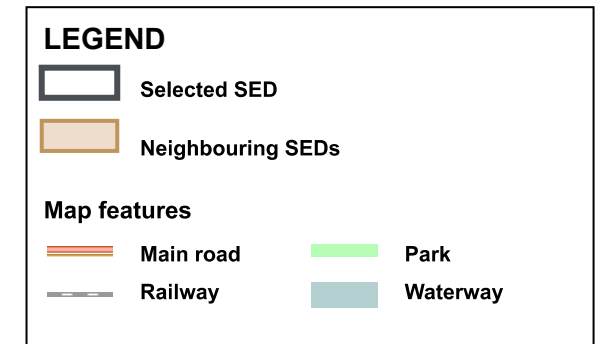 LEGEND
Selected SED
Neighbouring SEDs
Map features
Main road
Park
Railway
Waterway